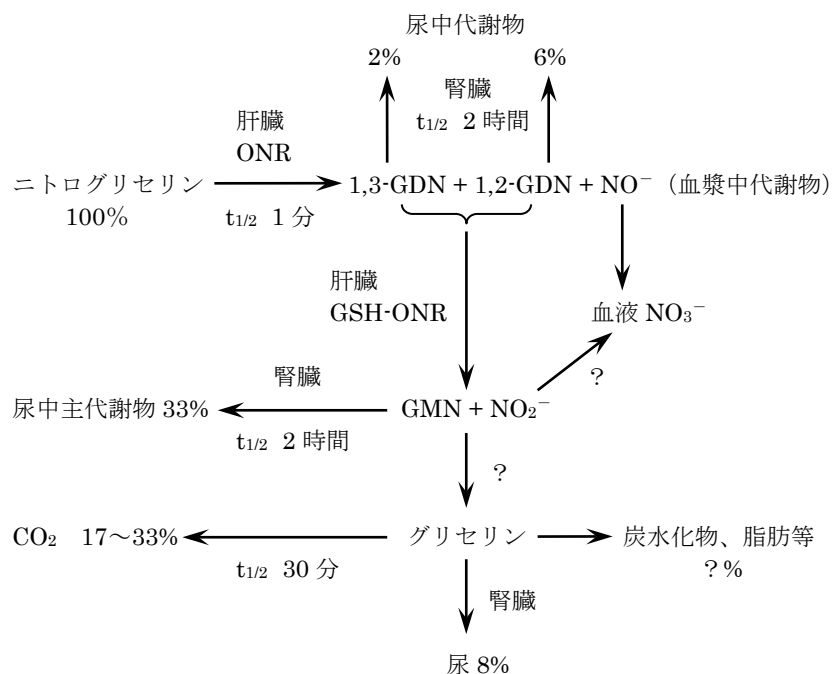 尿中代謝物
2%
6%
腎臓
t1/2 2 時間
肝臓
ONR
ニトログリセリン
100%
t1/2 1 分
1,3-GDN + 1,2-GDN + NO− (血漿中代謝物)
肝臓
GSH-ONR
血液 NO3−
?
腎臓
尿中主代謝物 33%
t1/2 2 時間
GMN + NO2−
?
CO2 17～33%
t1/2 30 分
グリセリン
炭水化物、脂肪等
?%
腎臓
尿 8%